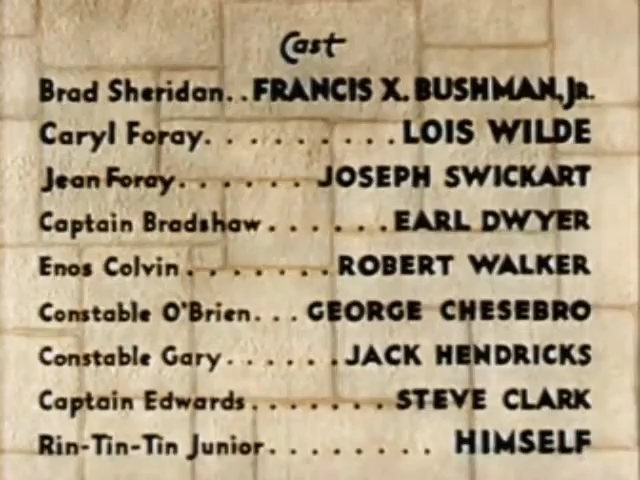 Cast
Brad Sheridan..FRANCIS X. BUSHMAN, JR.
Caryl Foray.........LOIS WILDE
Jean Foray......JOSEPH SWICKART
Captain Bradshaw......EARL DWYER
Enos Colvin.......ROBERT WALKER
Constable O'Brien...GEORGE CHESEBRO
Constable Gary......JACK HENDRICKS
Captain Edwards.......STEVE CLARK
Rin-Tin-Tin Junior........HIMSELF